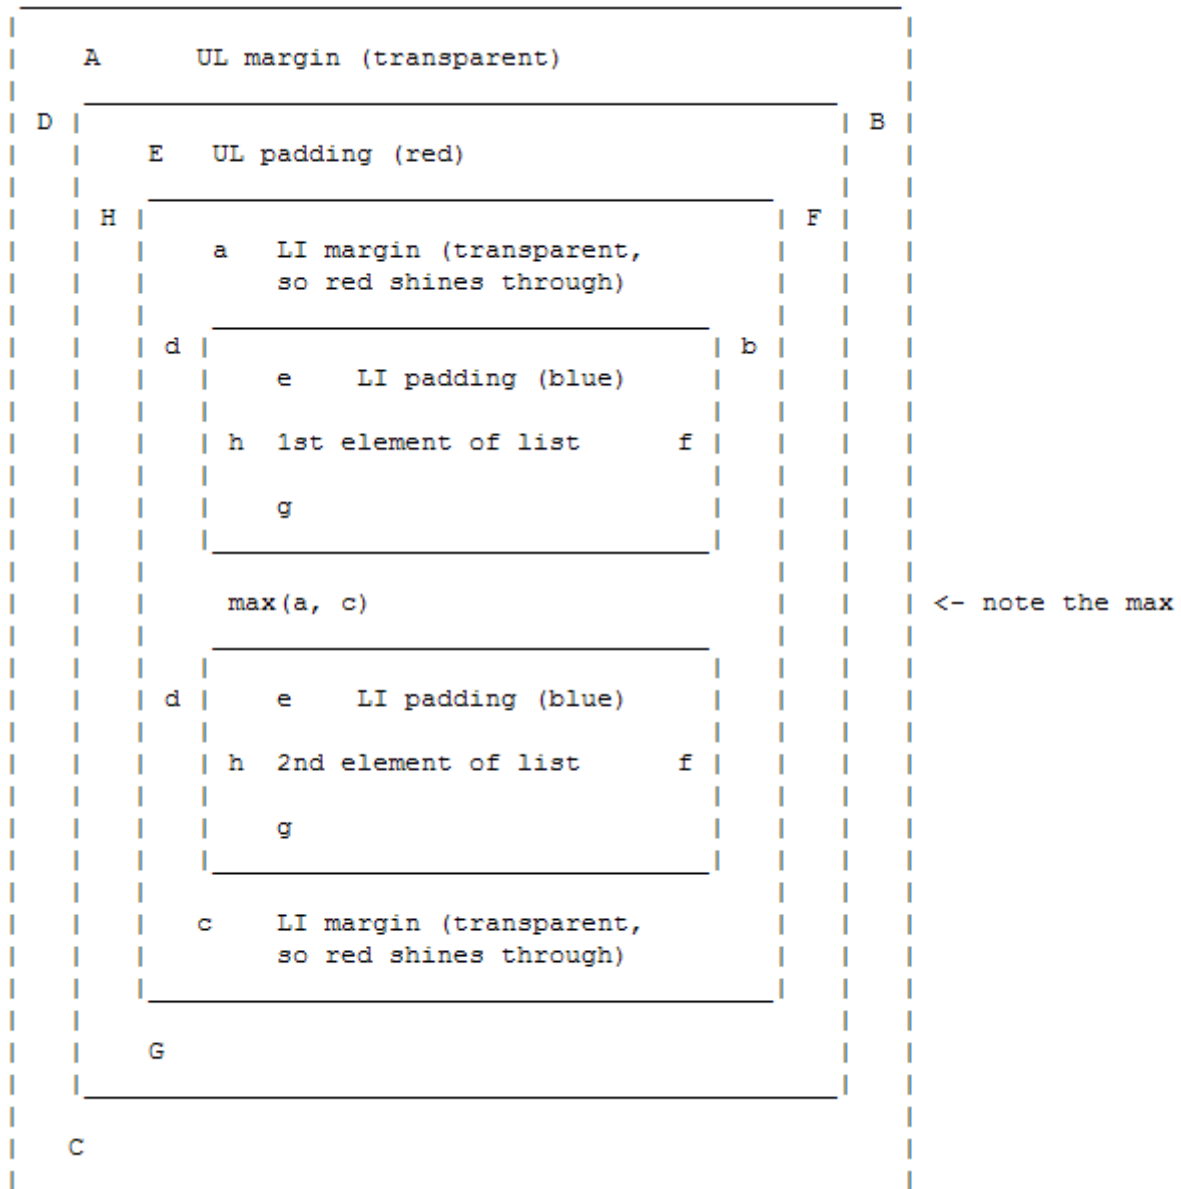 A UL margin (transparent)
D B
E UL padding (red)
H F
a LI margin (transparent,
so red shines through)
d b
e LI padding (blue)
h 1st element of list f
g
max(a, c) <- note the max
d e LI padding (blue)
h 2nd element of list f
g
c LI margin (transparent,
so red shines through)
G
C